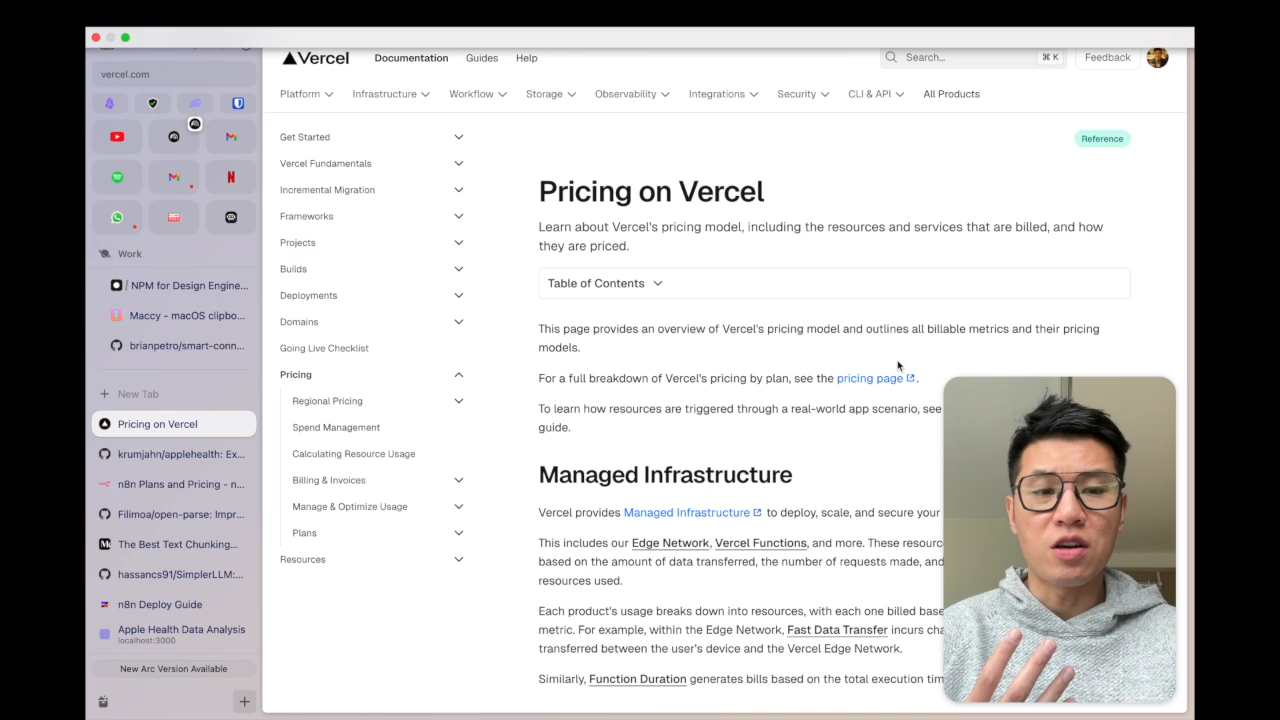 vercel.com
Work
/ NPM for Design Engine...
Maccy - macOS clipbo...
brianpetro/smart-conn...
New Tab
Pricing on Vercel
krumjahn/applehealth: Ex...
n8n Plans and Pricing - n...
Filimoa/open-parse: Impr...
The Best Text Chunking...
hassancs91/SimplerLLM:...
n8n Deploy Guide
Apple Health Data Analysis
localhost:3000
New Arc Version Available
Vercel
Documentation
Guides
Help
Search...
⌘ K
Feedback
Platform
Infrastructure
Workflow
Storage
Observability
Integrations
Security
CLI & API
All Products
Get Started
Vercel Fundamentals
Incremental Migration
Frameworks
Projects
Builds
Deployments
Domains
Going Live Checklist
Pricing
Regional Pricing
Spend Management
Calculating Resource Usage
Billing & Invoices
Manage & Optimize Usage
Plans
Resources
Reference
Pricing on Vercel
Learn about Vercel's pricing model, including the resources and services that are billed, and how
they are priced.
Table of Contents
This page provides an overview of Vercel's pricing model and outlines all billable metrics and their pricing
models.
For a full breakdown of Vercel's pricing by plan, see the pricing page.
To learn how resources are triggered through a real-world app scenario, see
guide.
Managed Infrastructure
Vercel provides Managed Infrastructure to deploy, scale, and secure your
This includes our Edge Network, Vercel Functions, and more. These resourc
based on the amount of data transferred, the number of requests made, and
resources used.
Each product's usage breaks down into resources, with each one billed base
metric. For example, within the Edge Network, Fast Data Transfer incurs cha
transferred between the user's device and the Vercel Edge Network.
Similarly, Function Duration generates bills based on the total execution tim